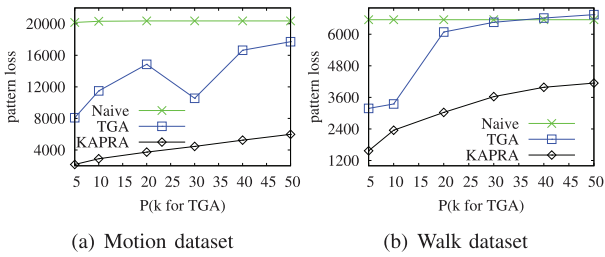 pattern loss
20000
16000
12000
8000
4000
Naive
TGA
KAPRA
5 10 15 20 25 30 35 40 45 50
P(k for TGA)
(a) Motion dataset
pattern loss
6000
4800
3600
2400
1200
Naive
TGA
KAPRA
5 10 15 20 25 30 35 40 45 50
P(k for TGA)
(b) Walk dataset